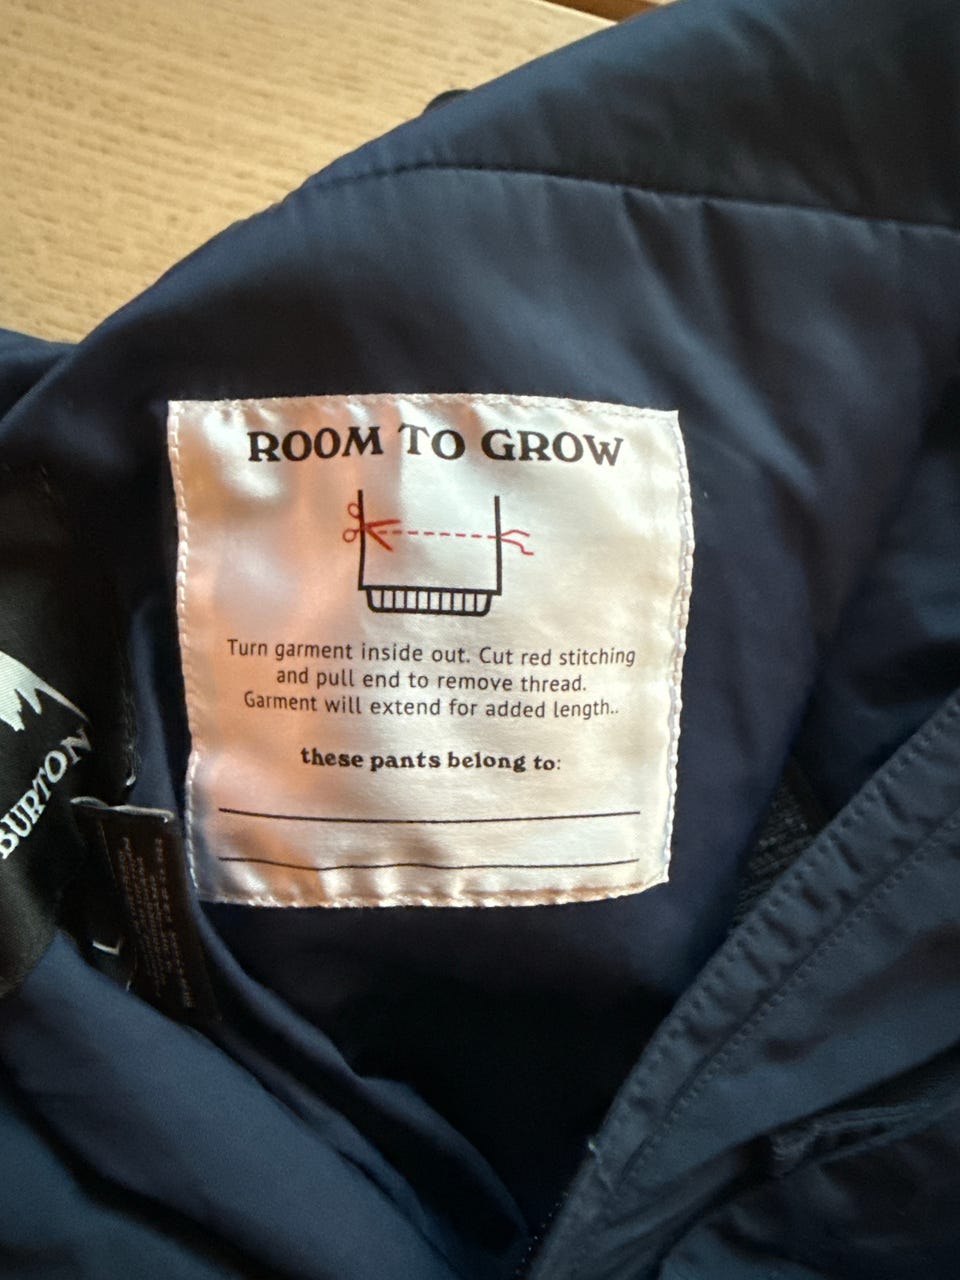 ROOM TO GROW
Turn garment inside out. Cut red stitching
and pull end to remove thread.
Garment will extend for added length..
these pants belong to:
BURTON
L